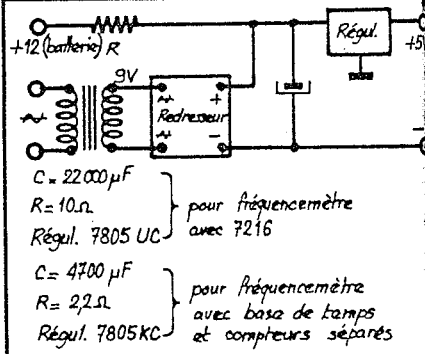 +12 (batterie) R
Régul.
+5
9V
+
Redresseur
-
-
C = 22000 µF
R = 10 Ω
Régul. 7805 UC
pour fréquencemètre
avec 7216
C = 4700 µF
R = 2,2 Ω
Régul. 7805 KC
pour fréquencemètre
avec base de temps
et compteurs séparés